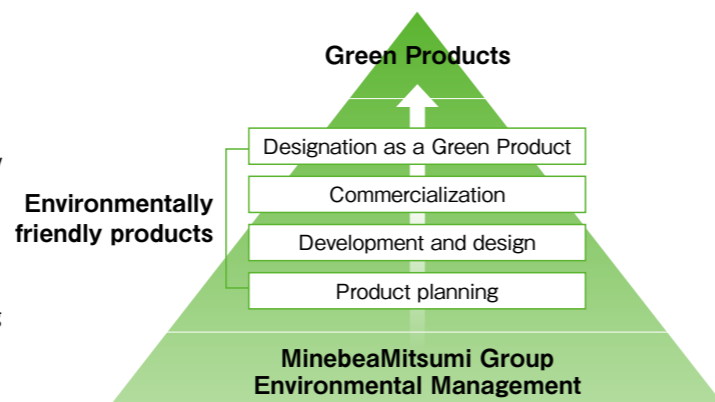 Green Products
Designation as a Green Product
Commercialization
Environmentally
friendly products
Development and design
Product planning
MinebeaMitsumi Group
Environmental Management